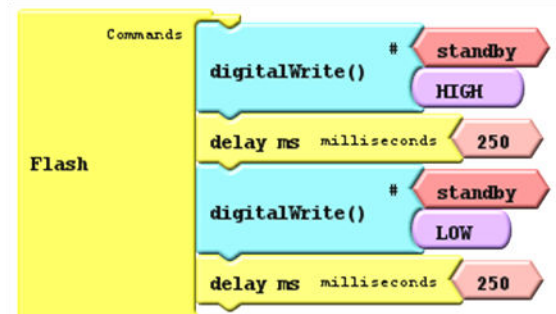 Commands
# standby
digitalWrite()
HIGH
delay ms milliseconds 250
Flash
# standby
digitalWrite()
LOW
delay ms milliseconds 250